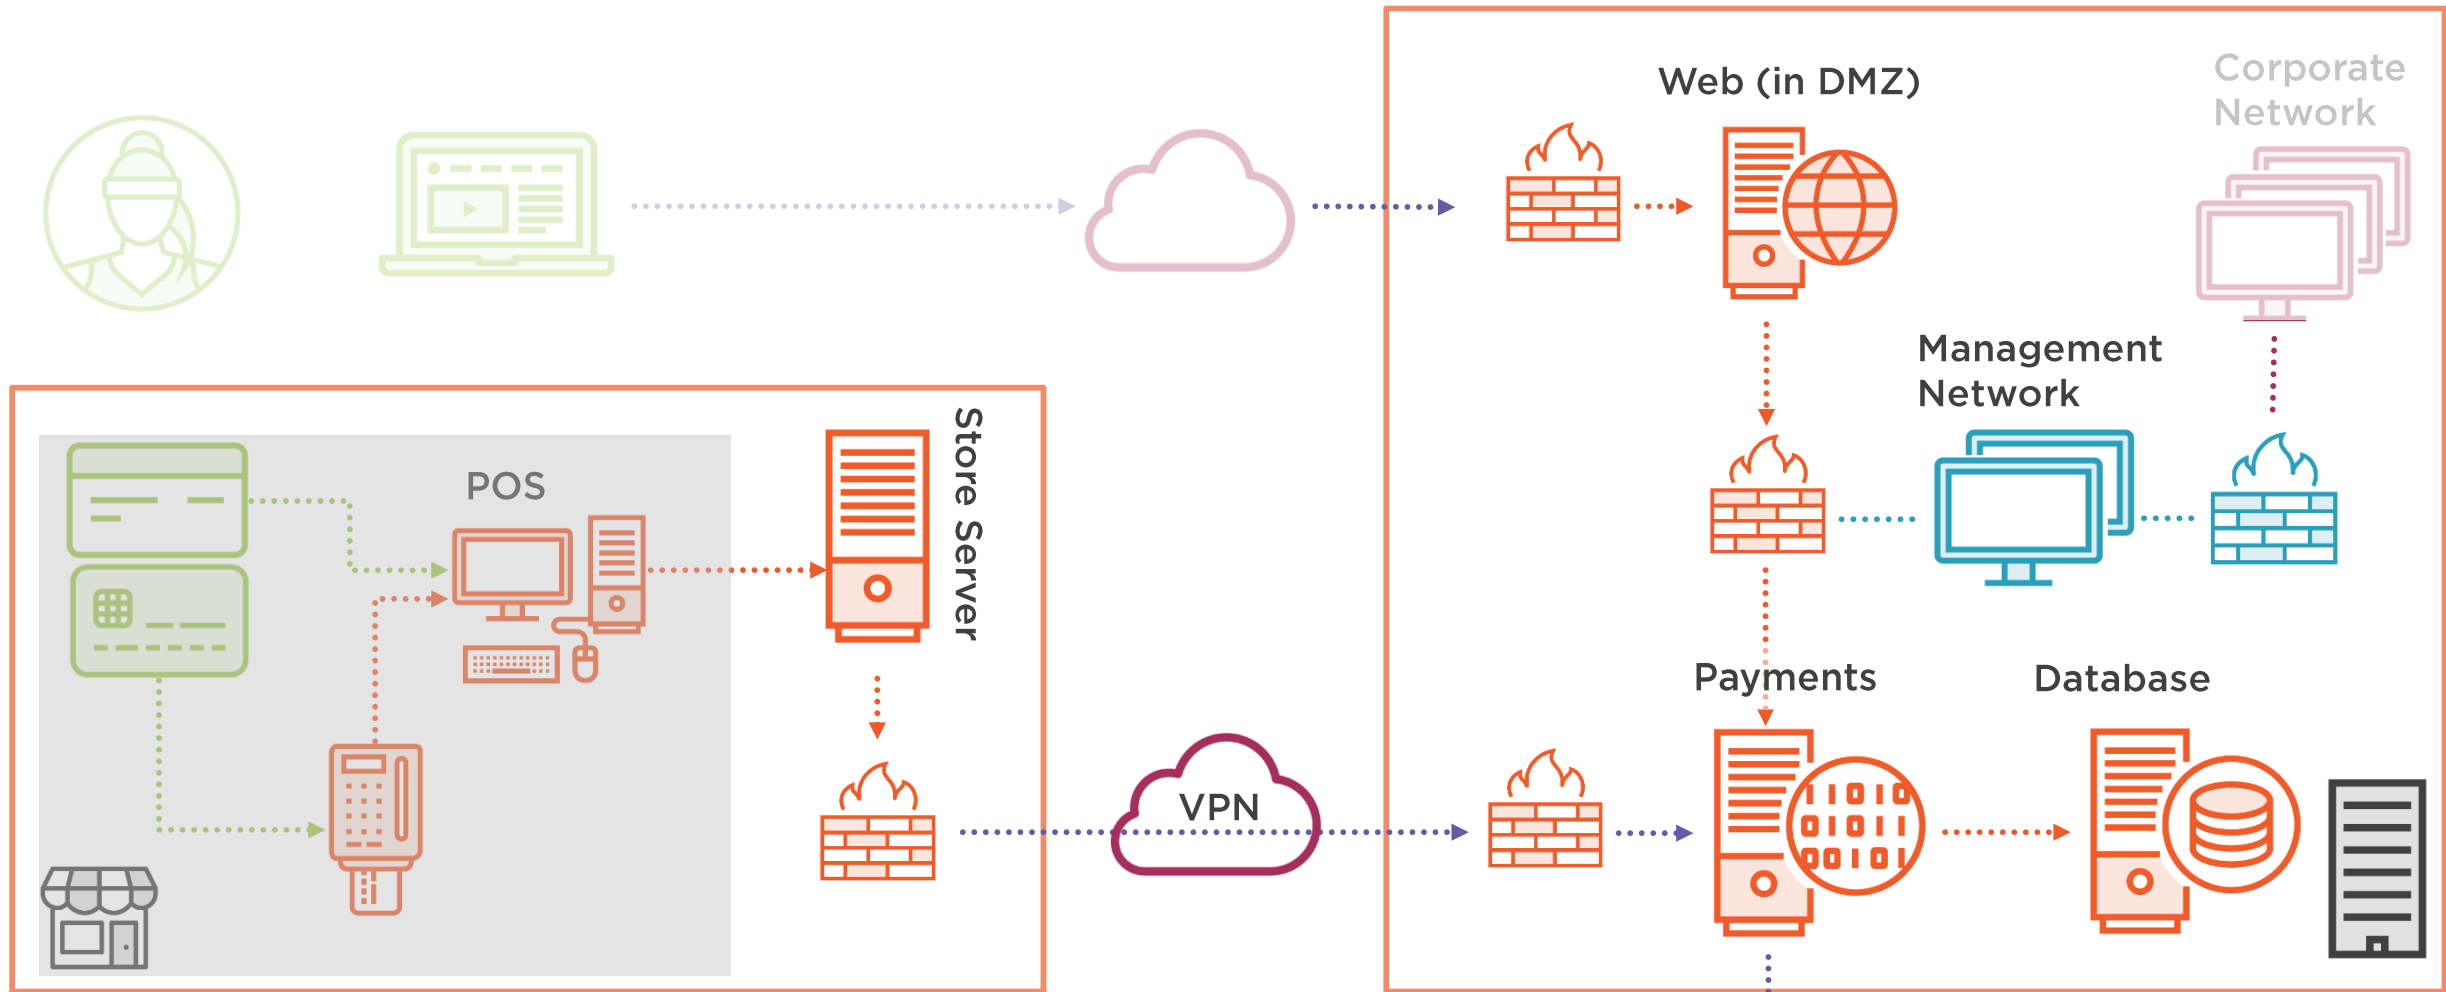 Web (in DMZ)
Corporate
Network
Management
Network
POS
Store Server
Payments
Database
VPN